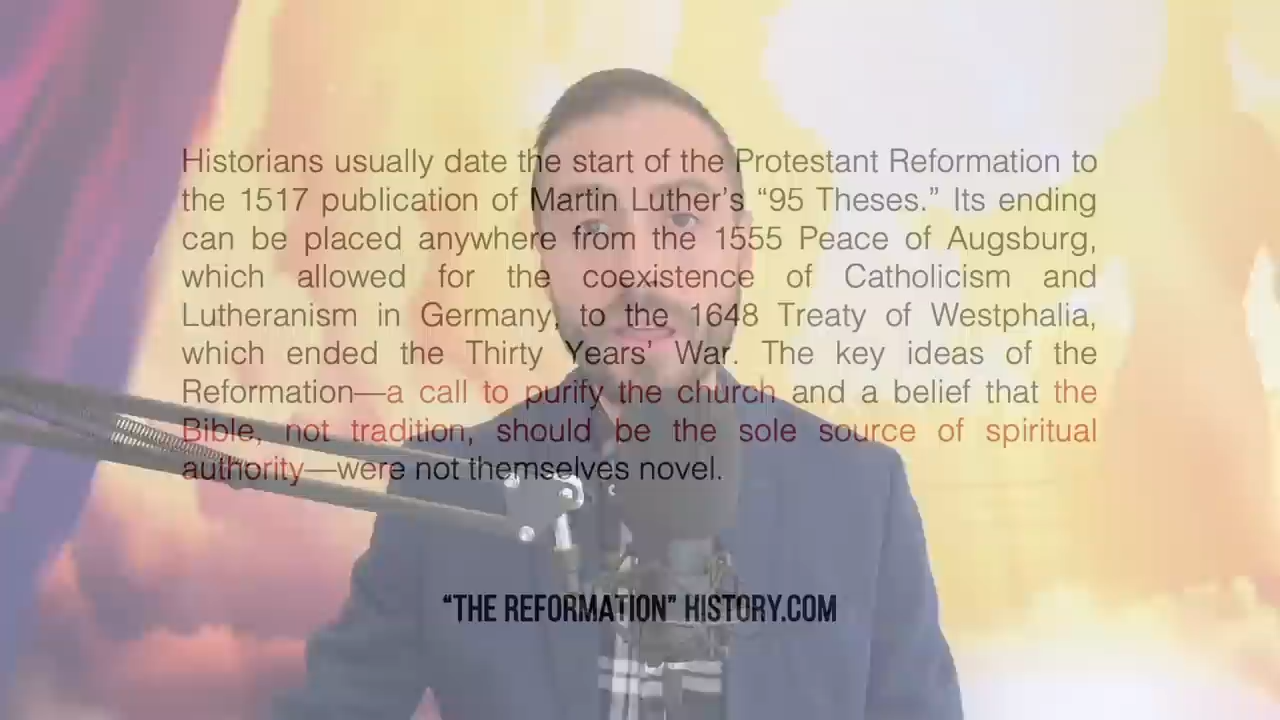 Historians usually date the start of the Protestant Reformation to
the 1517 publication of Martin Luther’s “95 Theses.” Its ending
can be placed anywhere from the 1555 Peace of Augsburg,
which allowed for the coexistence of Catholicism and
Lutheranism in Germany, to the 1648 Treaty of Westphalia,
which ended the Thirty Years’ War. The key ideas of the
Reformation—a call to purify the church and a belief that the
Bible, not tradition, should be the sole source of spiritual
authority—were not themselves novel.
“THE REFORMATION” HISTORY.COM